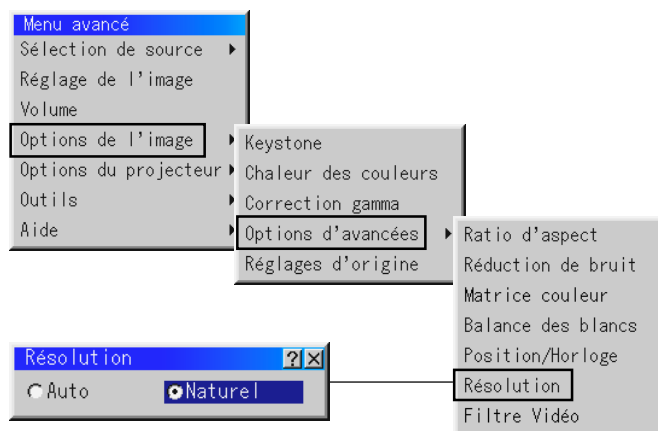 Menu avancé
Sélection de source
Réglage de l'image
Volume
Options de l'image
Options du projecteur
Outils
Aide
Keystone
Chaleur des couleurs
Correction gamma
Options d'avancées
Réglages d'origine
Ratio d'aspect
Réduction de bruit
Matrice couleur
Balance des blancs
Position/Horloge
Résolution
Filtre Vidéo
Résolution ? ×
Auto Naturel